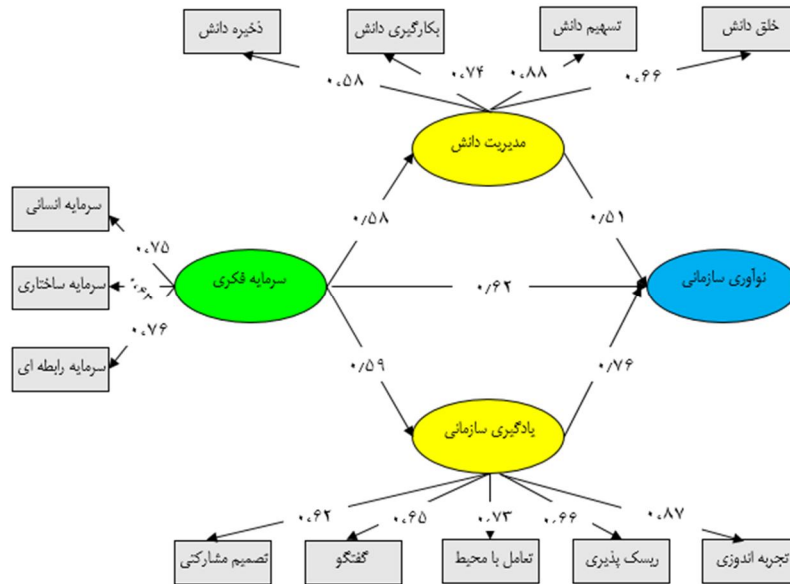 خلق دانش
تسهیم دانش
بکارگیری دانش
ذخیره دانش
۰،۶۶
۰،۸۸
۰،۷۴
۰،۵۸
مدیریت دانش
سرمایه انسانی
۰،۷۵
۰/۵۸
۰/۵۱
نوآوری سازمانی
۰/۶۲
سرمایه فکری
سرمایه ساختاری
۰،۷۶
سرمایه رابطه ای
۰/۵۹
۰/۷۶
یادگیری سازمانی
۰،۸۷
۰،۶۶
۰،۷۳
۰،۶۵
۰،۶۲
تجربه اندوزی
ریسک پذیری
تعامل با محیط
گفتگو
تصمیم مشارکتی